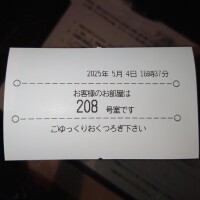 2025年 5月 4日 16時37分
お客様のお部屋は
208 号室です
ごゆっくりおくつろぎ下さい